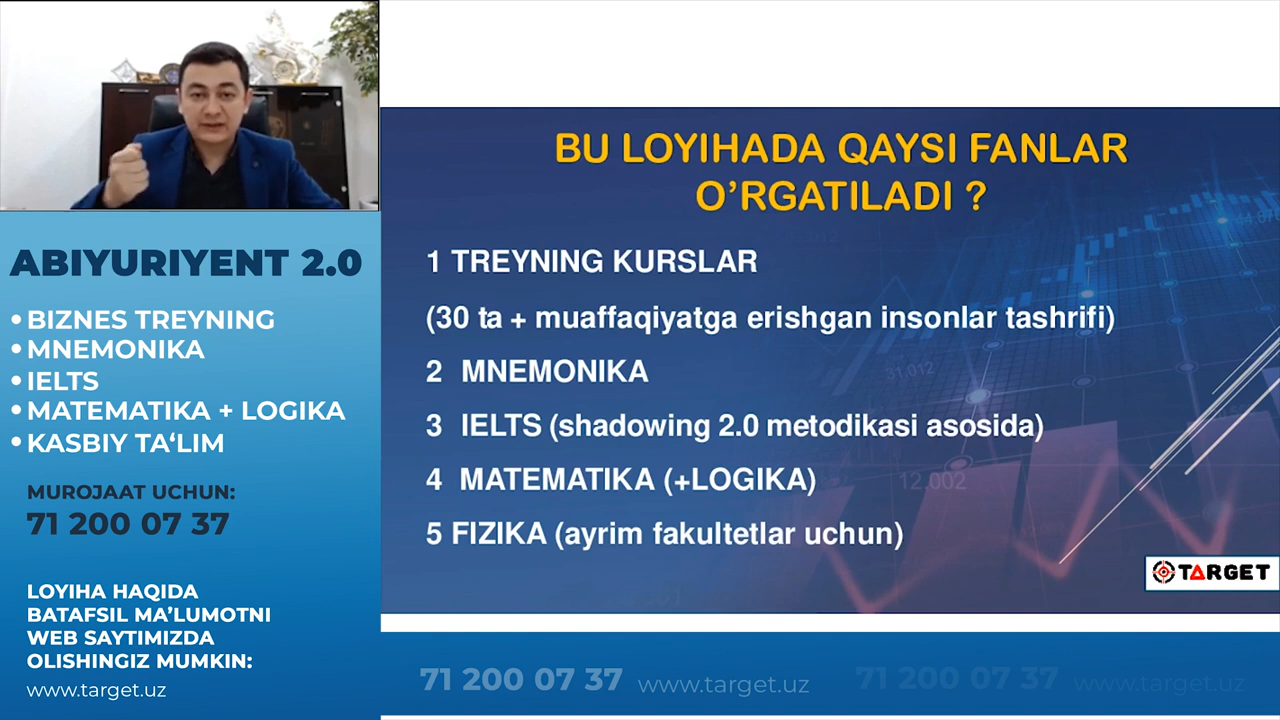 ABIYURIYENT 2.0
• BIZNES TREYNING
• MNEMONIKA
• IELTS
• MATEMATIKA + LOGIKA
• KASBIY TA‘LIM
MUROJAAT UCHUN:
71 200 07 37
LOYIHA HAQIDA
BATAFSIL MA’LUMOTNI
WEB SAYTIMIZDA
OLISHINGIZ MUMKIN:
www.target.uz
BU LOYIHADA QAYSI FANLAR
O’RGATILADI ?
1 TREYNING KURSLAR
(30 ta + muaffaqiyatga erishgan insonlar tashrifi)
2 MNEMONIKA
31,012
3 IELTS (shadowing 2.0 metodikasi asosida)
4 MATEMATIKA (+LOGIKA)
12.002
5 FIZIKA (ayrim fakultetlar uchun)
TARGET
71 200 07 37 www.target.uz
71 200 07 37 www.target.uz